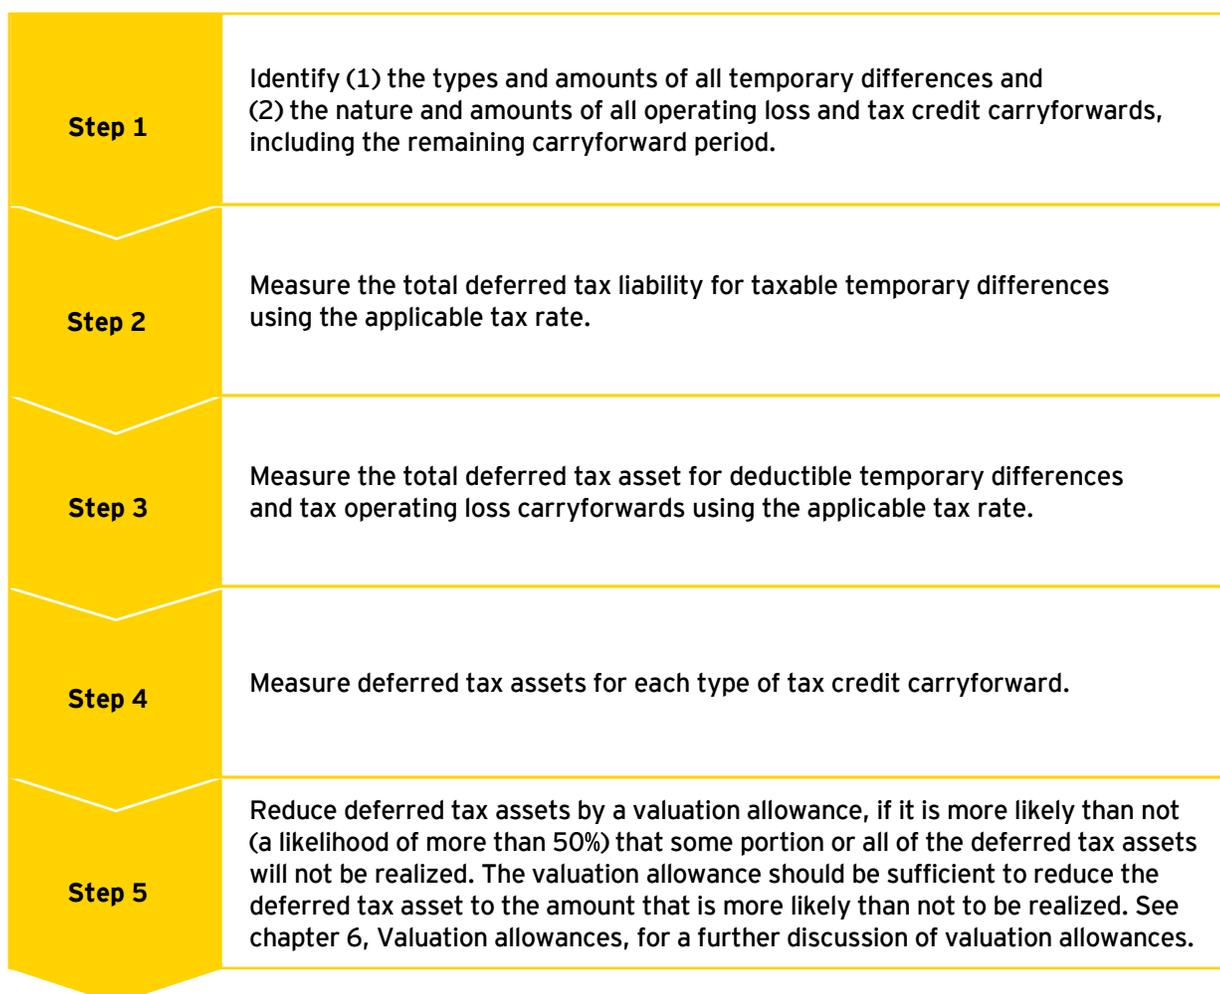 Step 1
Identify (1) the types and amounts of all temporary differences and
(2) the nature and amounts of all operating loss and tax credit carryforwards,
including the remaining carryforward period.
Step 2
Measure the total deferred tax liability for taxable temporary differences
using the applicable tax rate.
Step 3
Measure the total deferred tax asset for deductible temporary differences
and tax operating loss carryforwards using the applicable tax rate.
Step 4
Measure deferred tax assets for each type of tax credit carryforward.
Step 5
Reduce deferred tax assets by a valuation allowance, if it is more likely than not
(a likelihood of more than 50%) that some portion or all of the deferred tax assets
will not be realized. The valuation allowance should be sufficient to reduce the
deferred tax asset to the amount that is more likely than not to be realized. See
chapter 6, Valuation allowances, for a further discussion of valuation allowances.